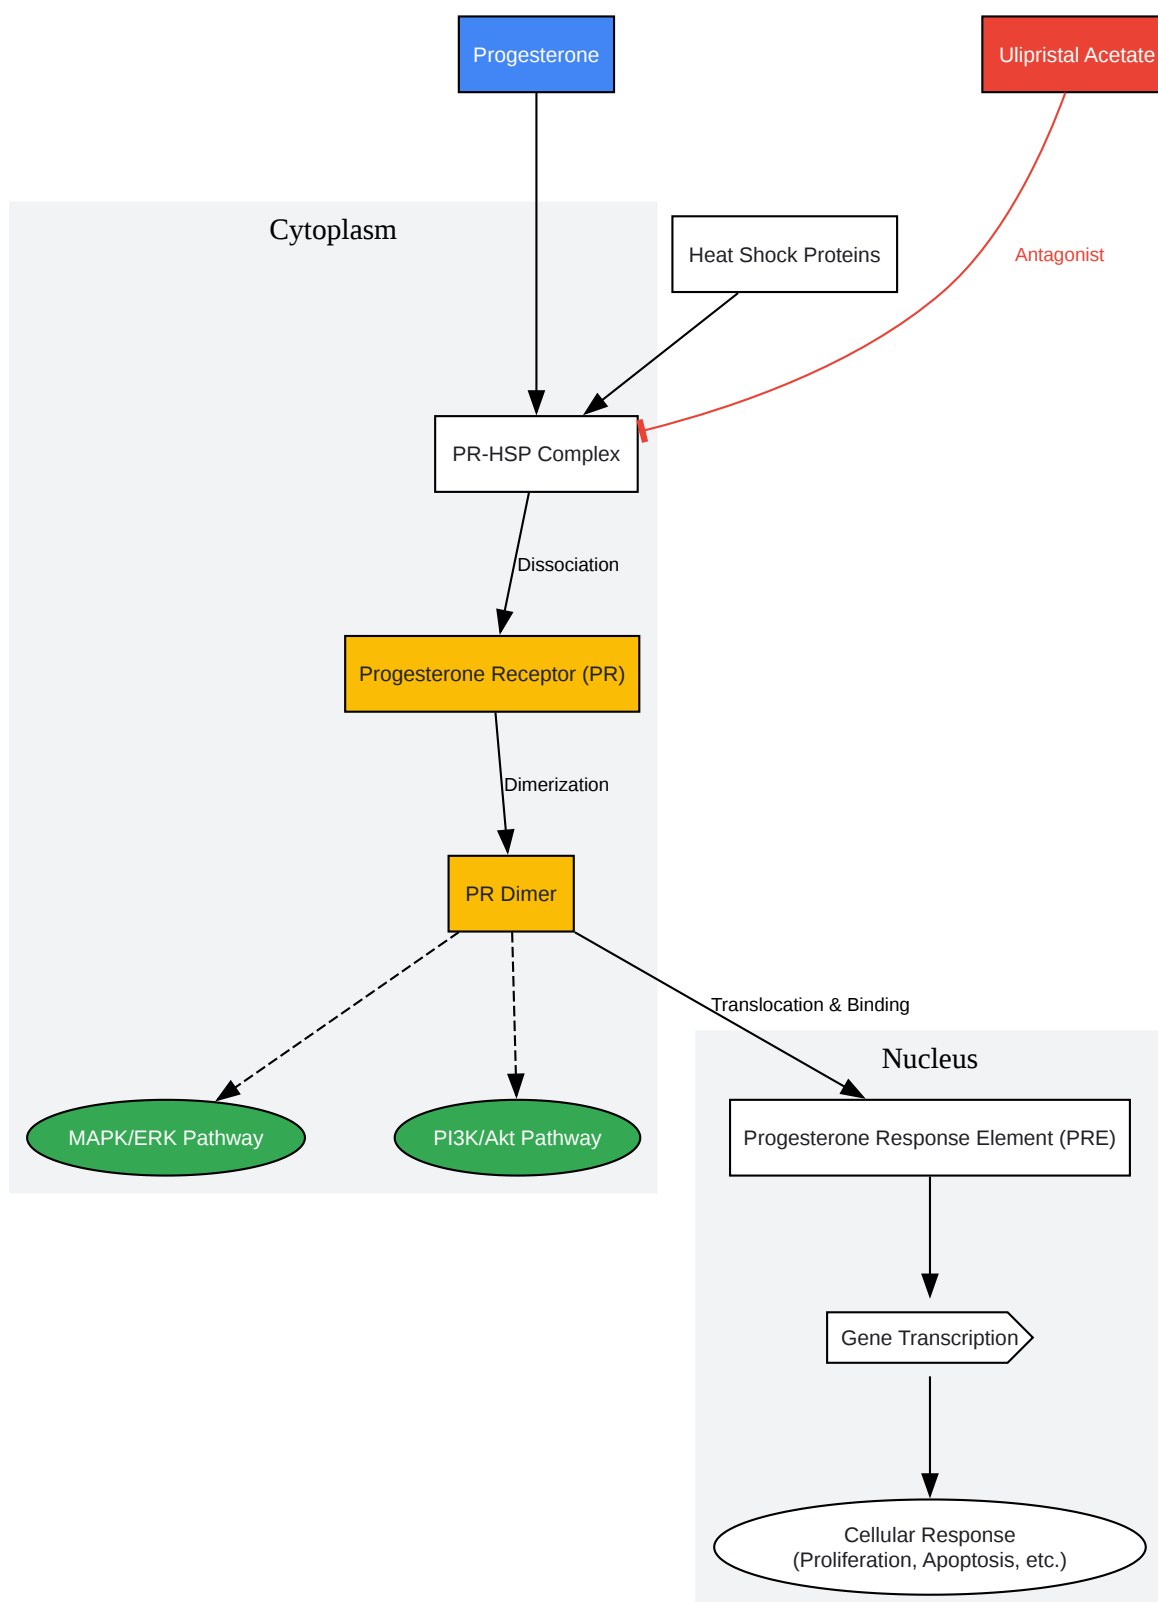 Progesterone
Ulipristal Acetate
Cytoplasm
Heat Shock Proteins
Antagonist
PR-HSP Complex
Dissociation
Progesterone Receptor (PR)
Dimerization
PR Dimer
Translocation & Binding
Nucleus
MAPK/ERK Pathway
PI3K/Akt Pathway
Progesterone Response Element (PRE)
Gene Transcription
Cellular Response
(Proliferation, Apoptosis, etc.)